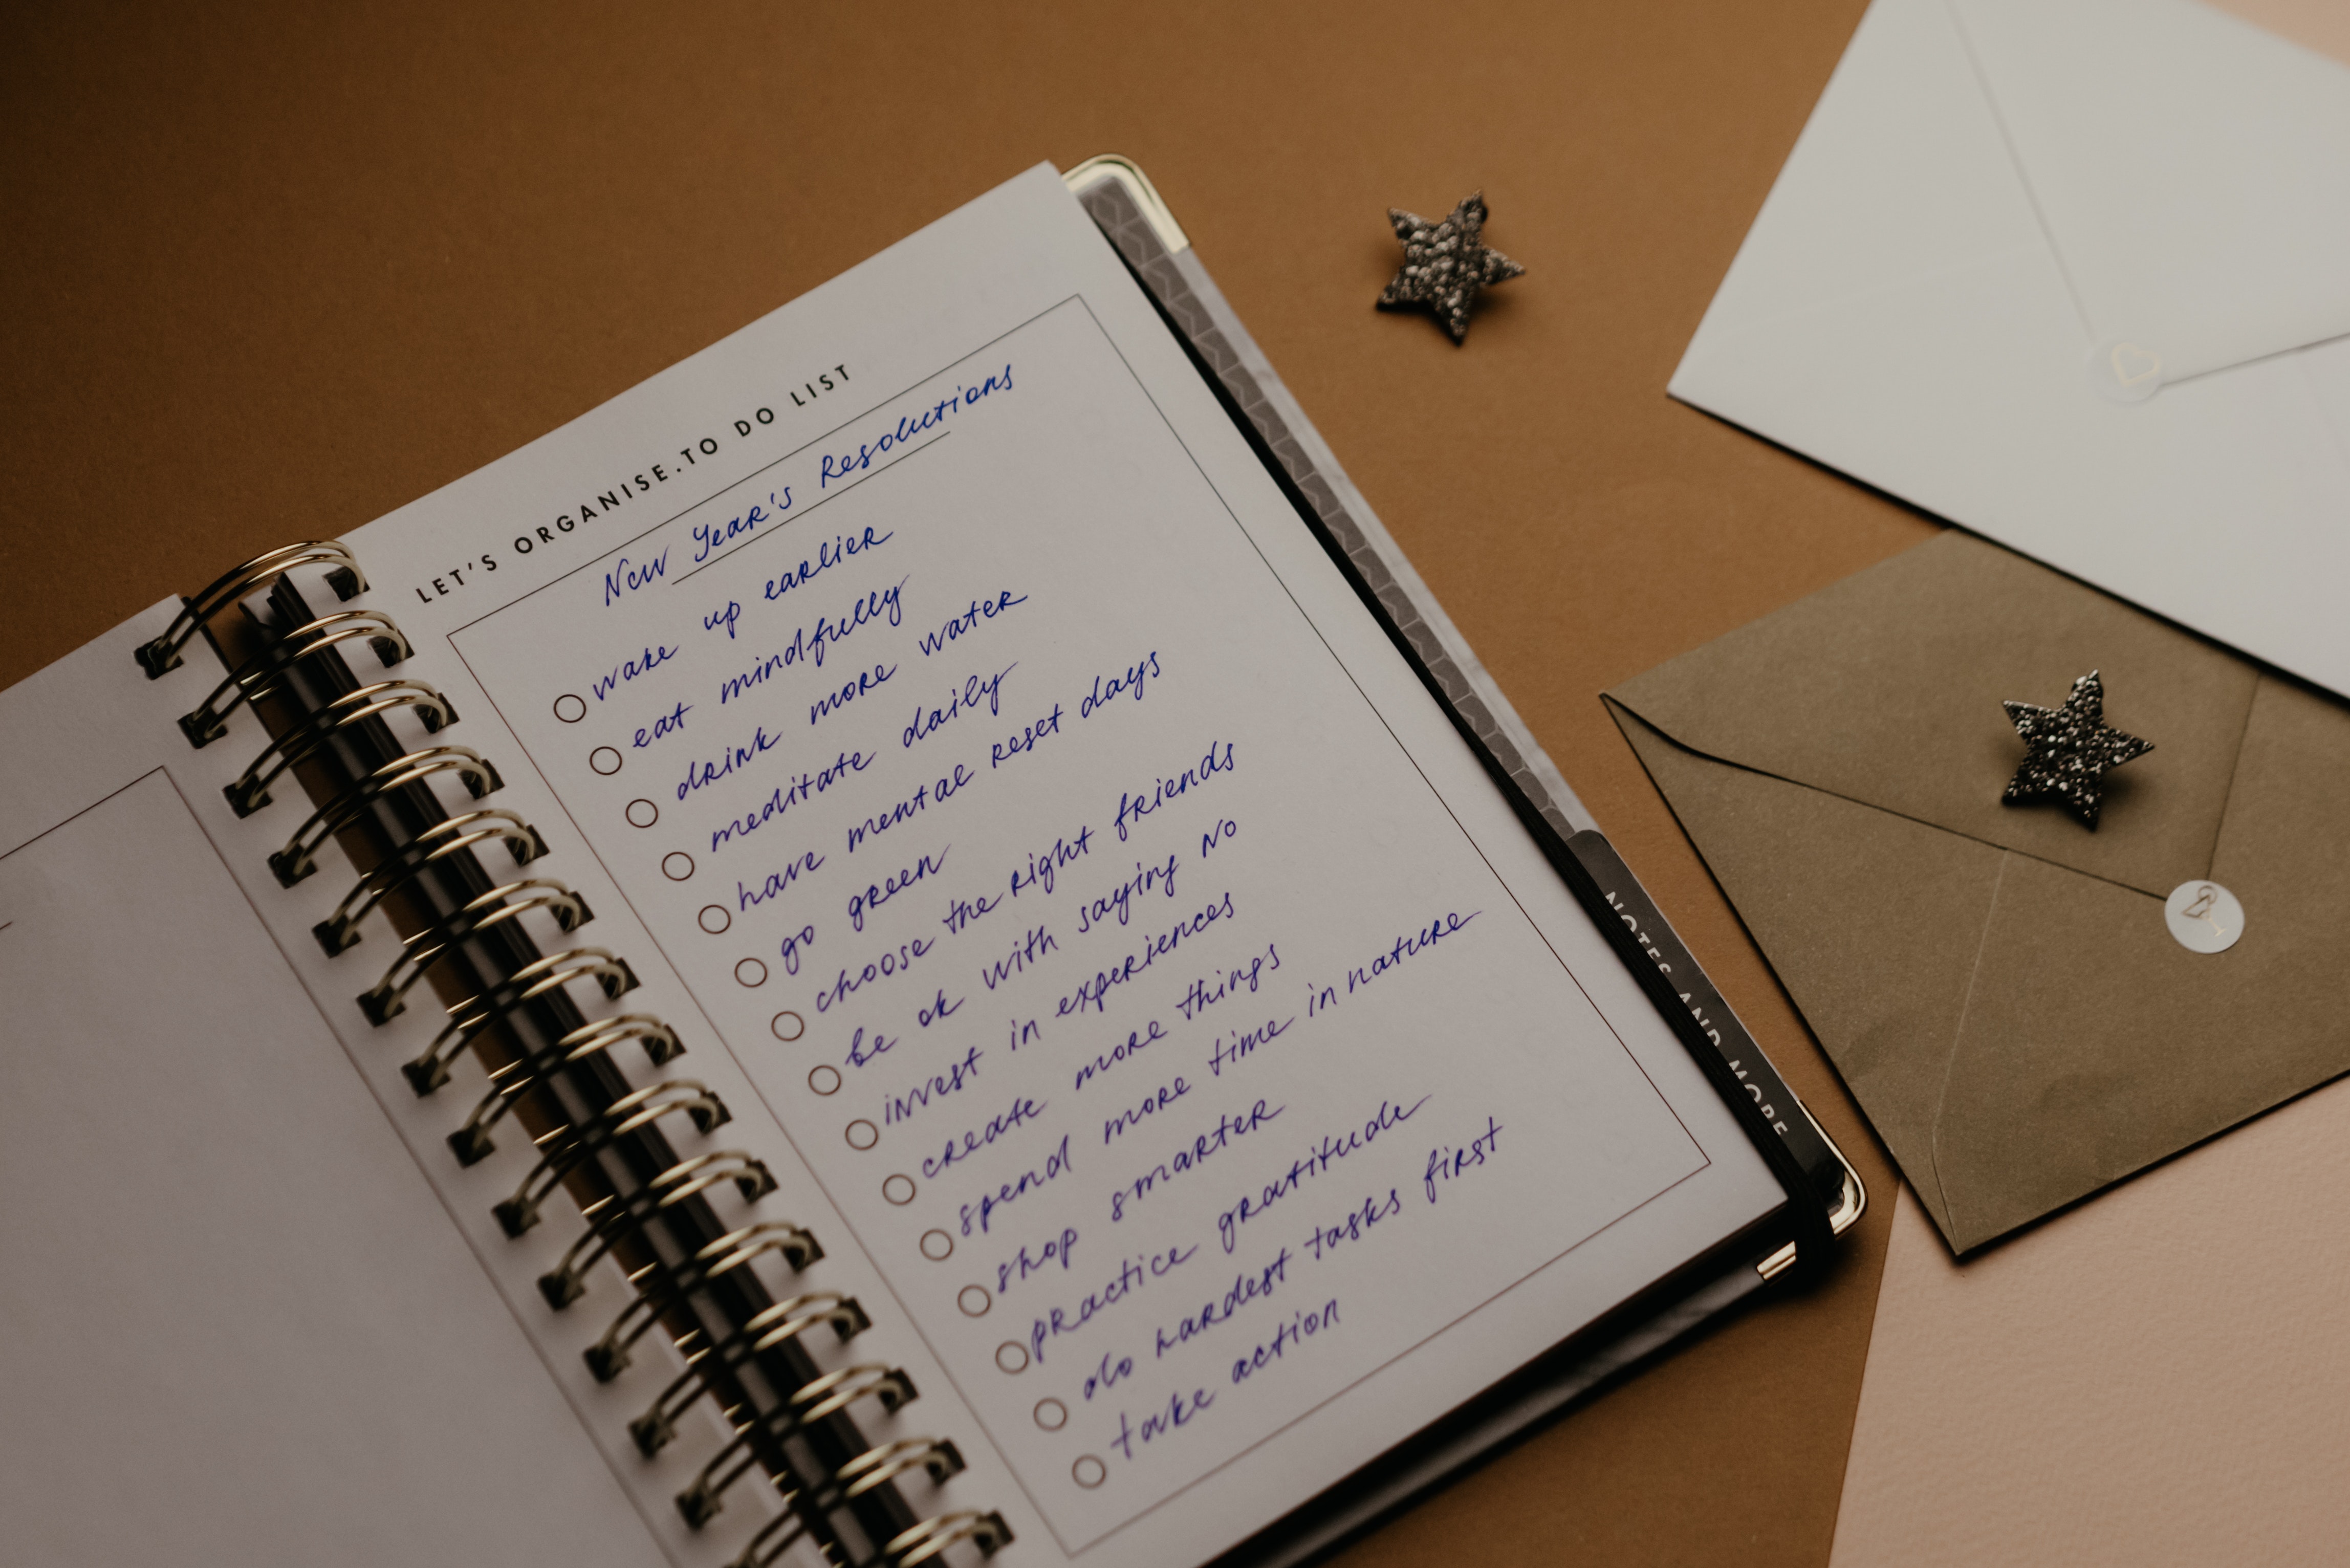 LET'S ORGANISE.TO DO LIST
New Year's Resolutions
wake up earlier
eat mindfully
drink more water
meditate daily
have mental reset days
go green
choose the right friends
be ok with saying no
invest in experiences
create more things
spend more time in nature
shop smarter
practice gratitude
do hardest tasks first
take action
NOTES AND MORE